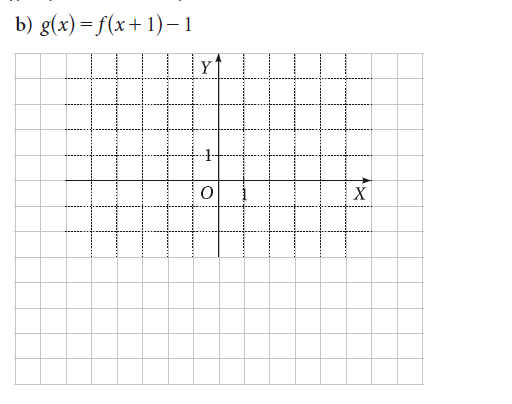 b) g(x) = f(x + 1) – 1
Y
1
O 1 X